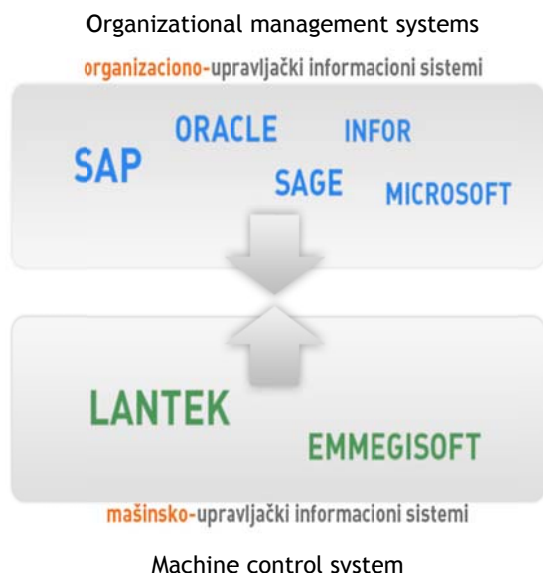 Organizational management systems
organizaciono-upravljački informacioni sistemi
ORACLE INFOR
SAP
SAGE MICROSOFT
LANTEK
EMMEGISOFT
mašinsko-upravljački informacioni sistemi
Machine control system